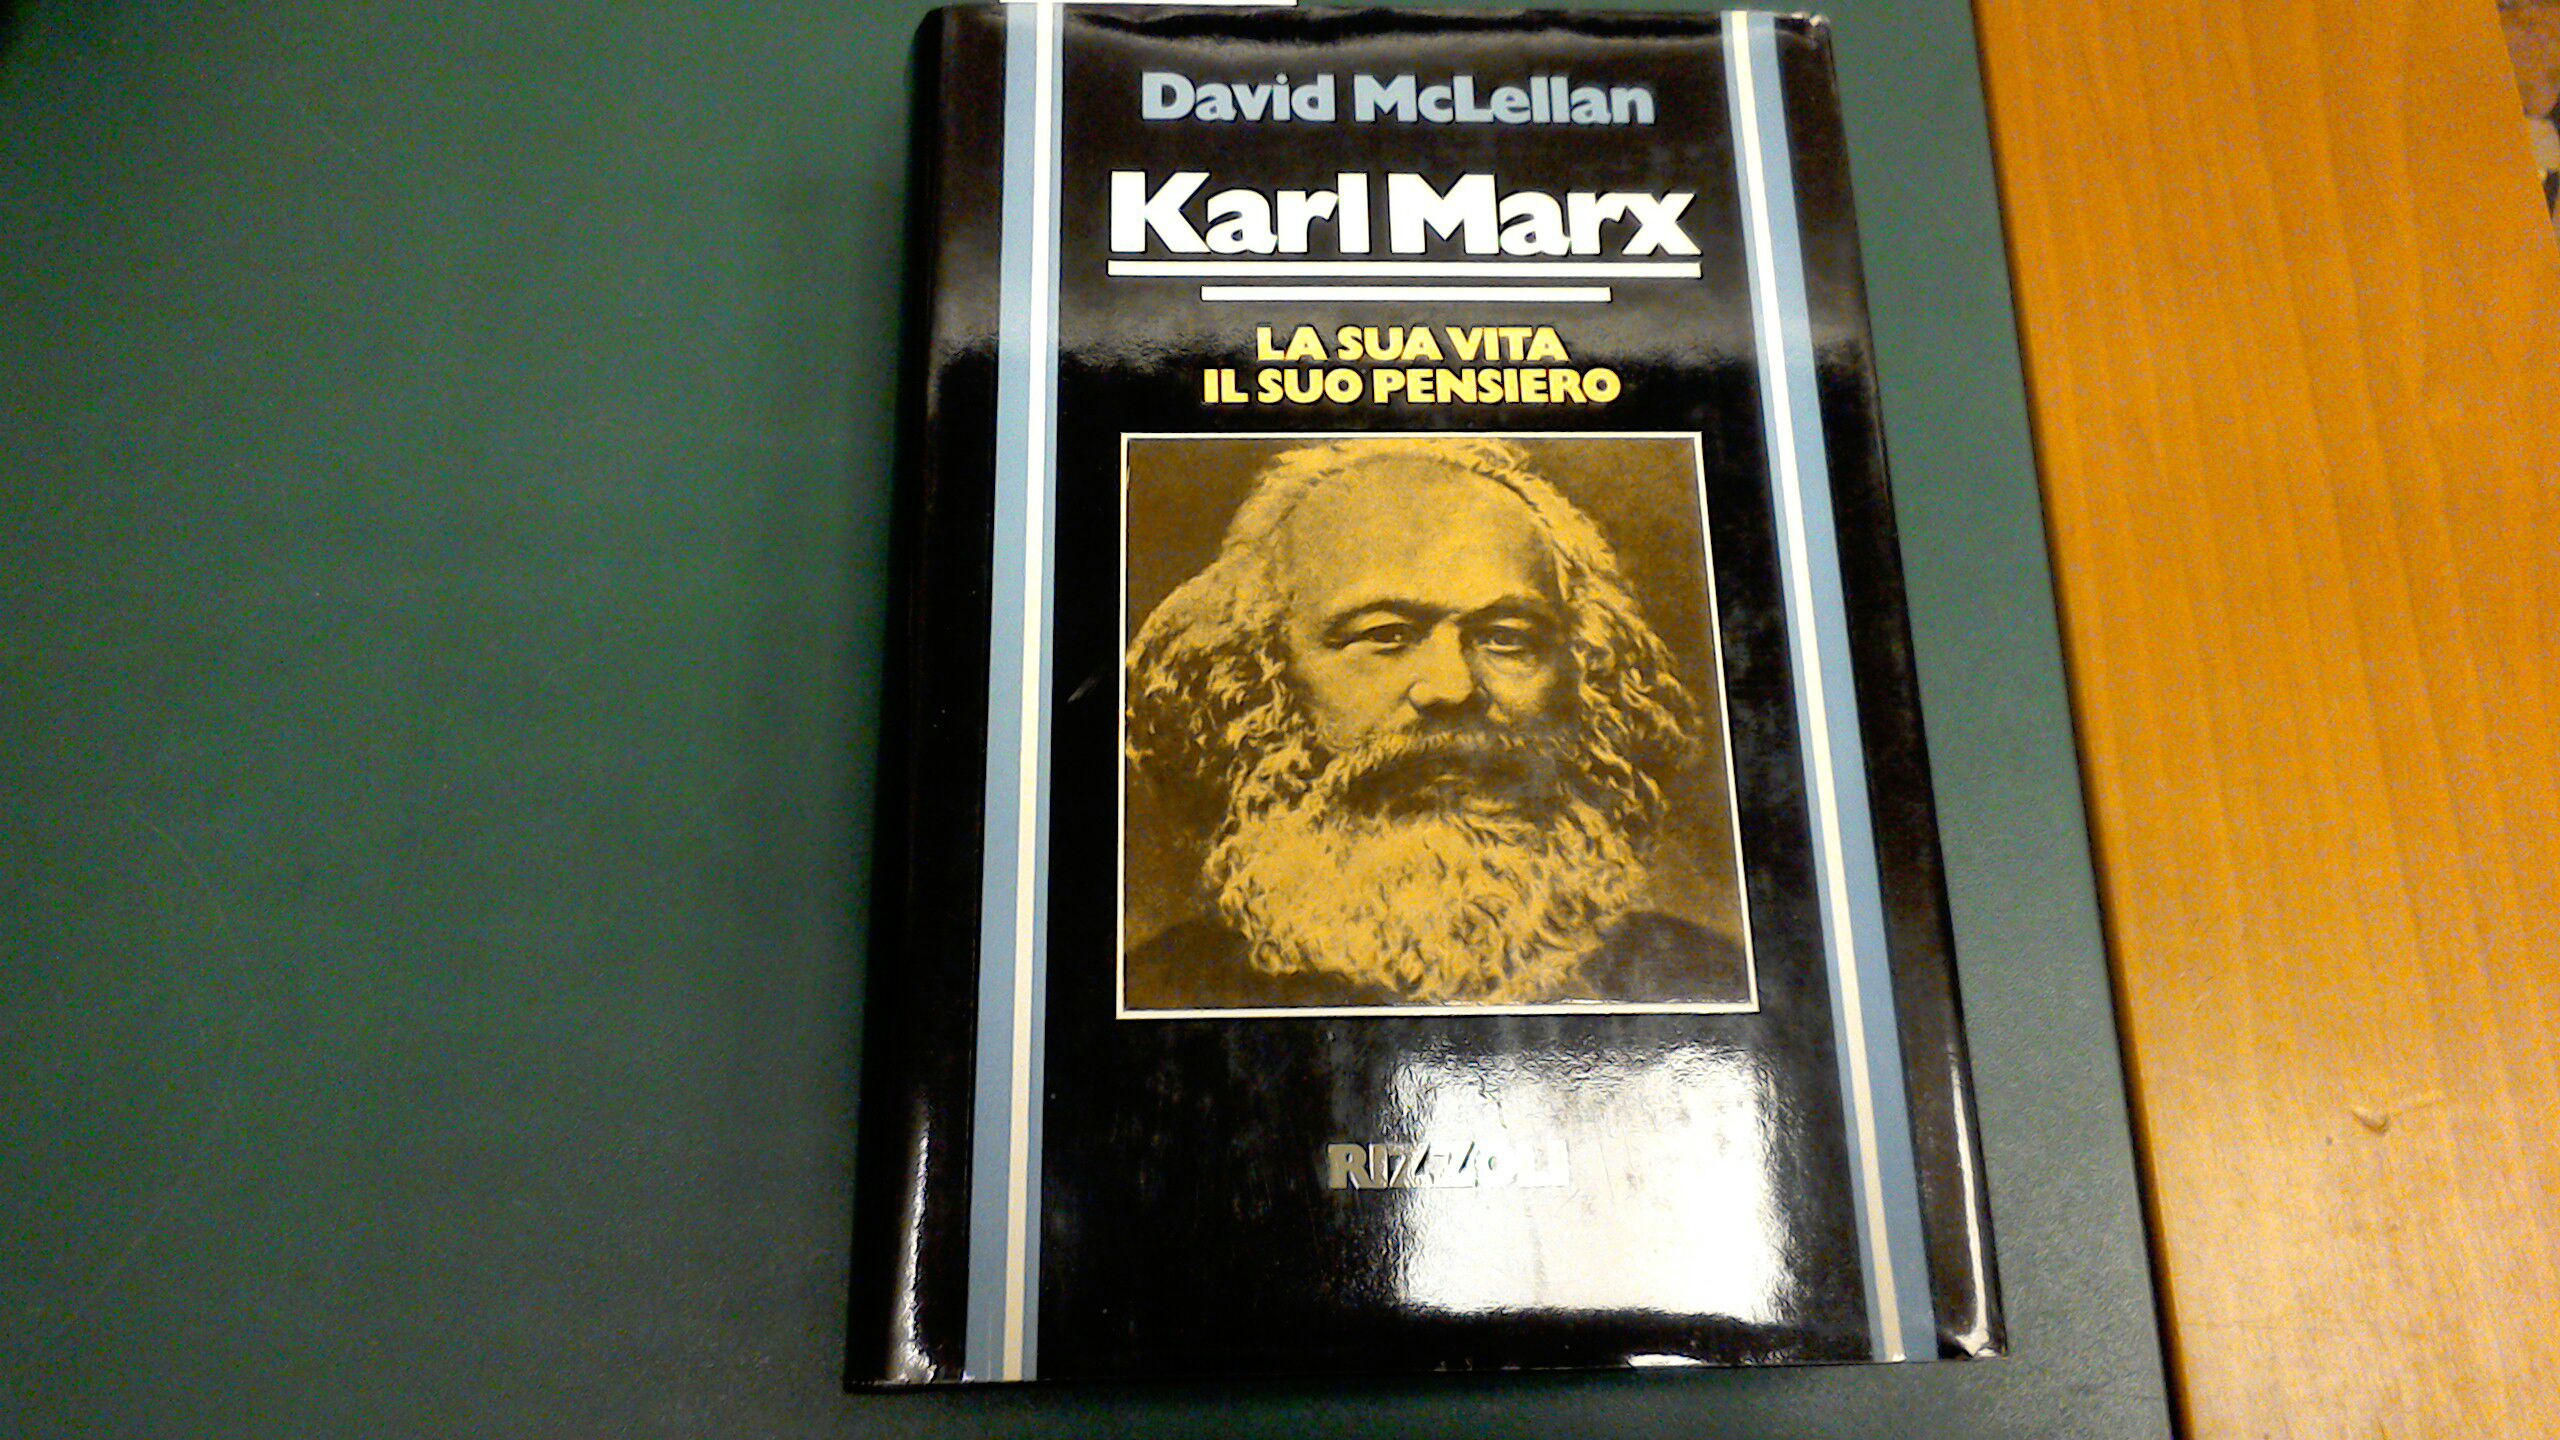 David McLellan
Karl Marx
LA SUA VITA
IL SUO PENSIERO
RIZZOLI